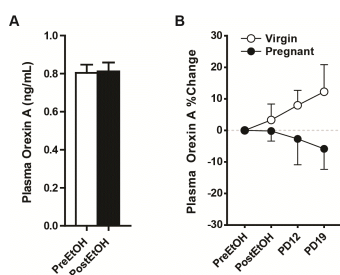 A
Plasma Orexin A (ng/mL)
1.0
0.8
0.6
0.4
0.2
0.0
PreEtOH
PostEtOH
B
Plasma Orexin A %Change
30
20
10
0
-10
-20
-30
Virgin
Pregnant
PreEtOH
PostEtOH
PD12
PD19